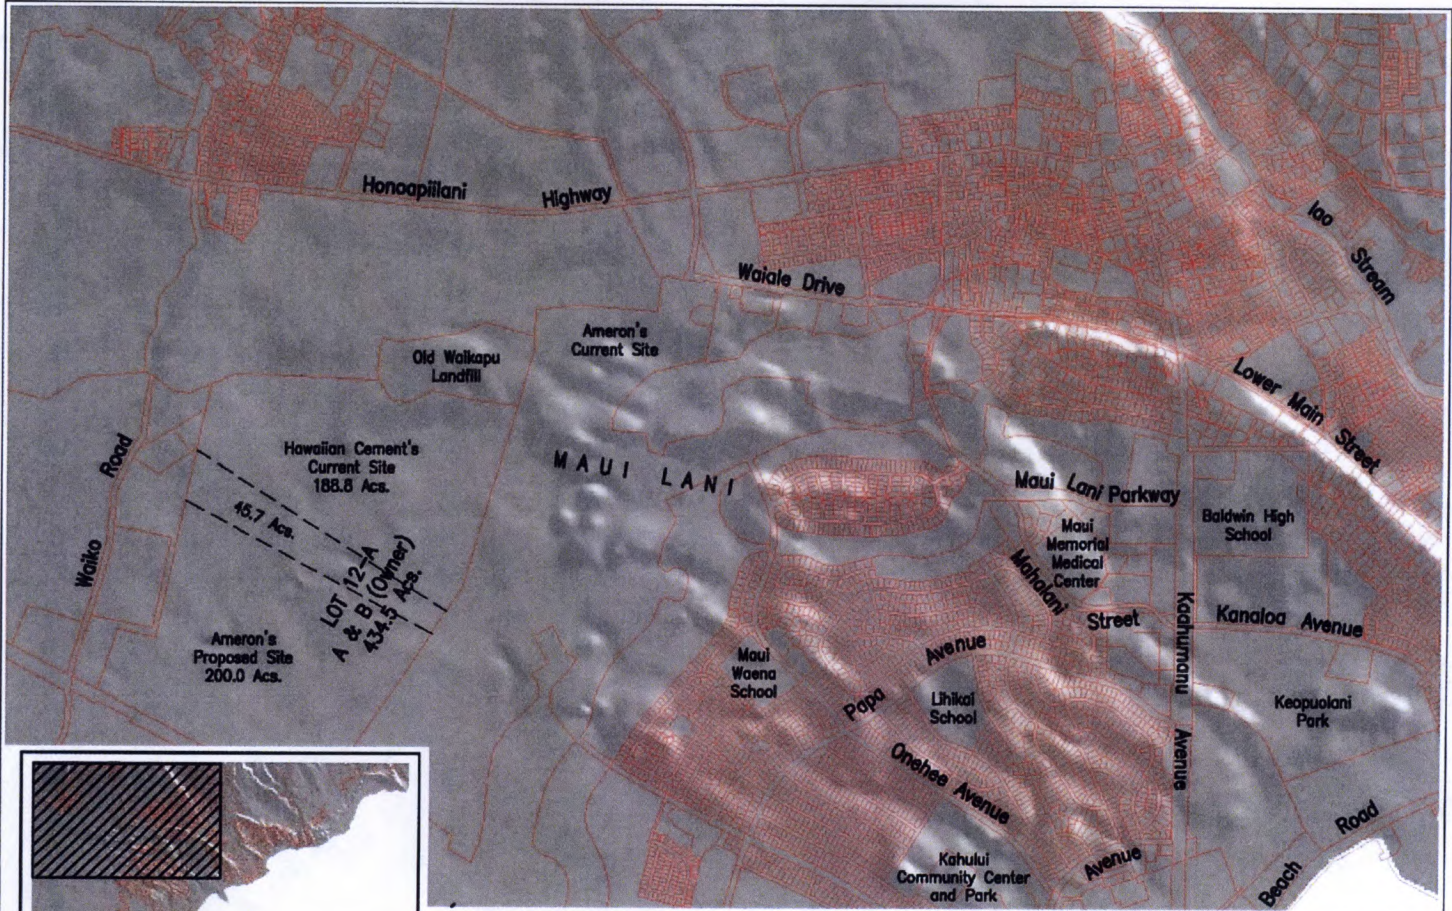 Honoapiilani Highway
Iao Stream
Waiale Drive
Ameron's
Current Site
Old Waikapu
Landfill
Lower Main Street
Waiko Road
Hawaiian Cement's
Current Site
188.8 Acs.
MAUI LANI
Maui Lani Parkway
Baldwin High
School
45.7 Acs.
Maui
Memorial
Medical
Center
LOT 12-A
A & B (Owner)
434.5 Acs.
Mahalani Street
Kaahumanu Avenue
Kanaloa Avenue
Ameron's
Proposed Site
200.0 Acs.
Maui
Waena
School
Papa Avenue
Lihikai
School
Keopuolani
Park
Onehee Avenue
Avenue
Kahului
Community Center
and Park
Beach Road